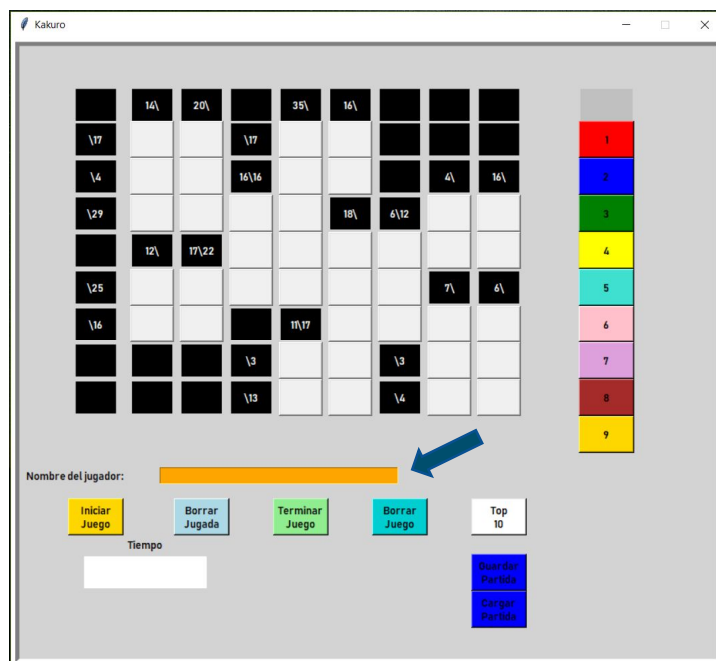 Kakuro
14\ 20\ 35\ 16\
\17 \17 1
\4 16\16 4\ 16\ 2
\29 18\ 6\12 3
12\ 17\22 4
\25 7\ 6\ 5
\16 11\17 6
\3 \3 7
\13 \4 8
9
Nombre del jugador:
Iniciar Juego
Borrar Jugada
Terminar Juego
Borrar Juego
Top 10
Tiempo
Guardar Partida
Cargar Partida